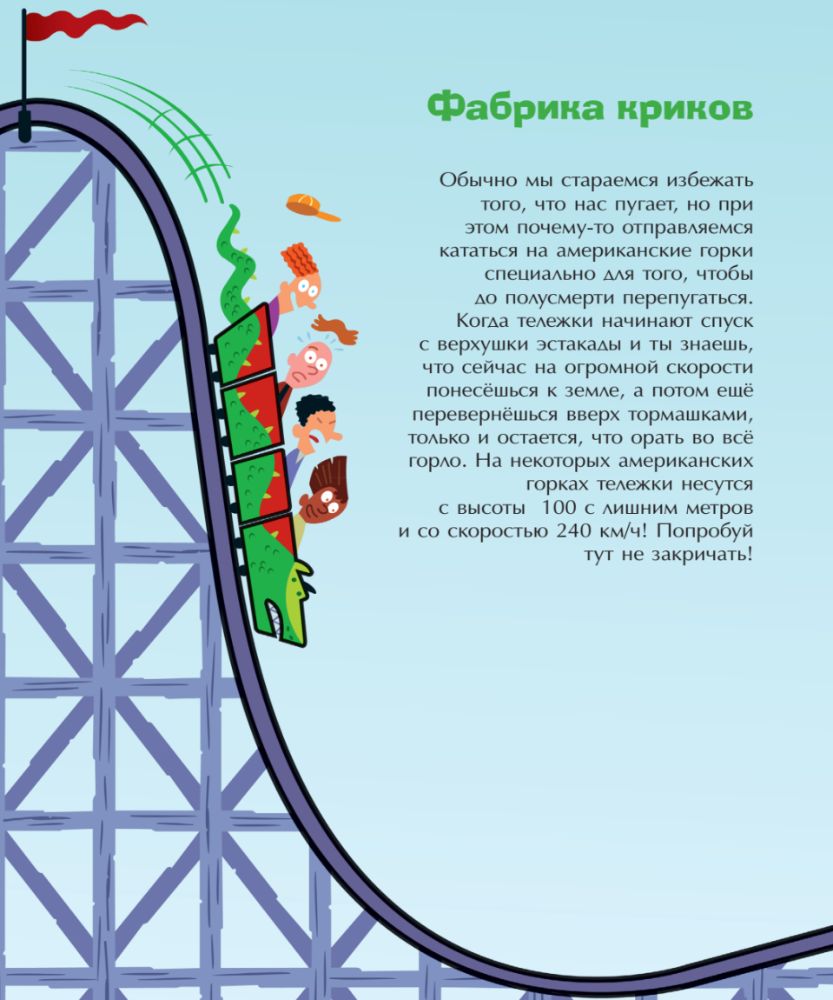 Фабрика криков
Обычно мы стараемся избежать
того, что нас пугает, но при
этом почему-то отправляемся
кататься на американские горки
специально для того, чтобы
до полусмерти перепугаться.
Когда тележки начинают спуск
с верхушки эстакады и ты знаешь,
что сейчас на огромной скорости
понесёшься к земле, а потом ещё
перевернёшься вверх тормашками,
только и остается, что орать во всё
горло. На некоторых американских
горках тележки несутся
с высоты  100 с лишним метров
и со скоростью 240 км/ч! Попробуй
тут не закричать!